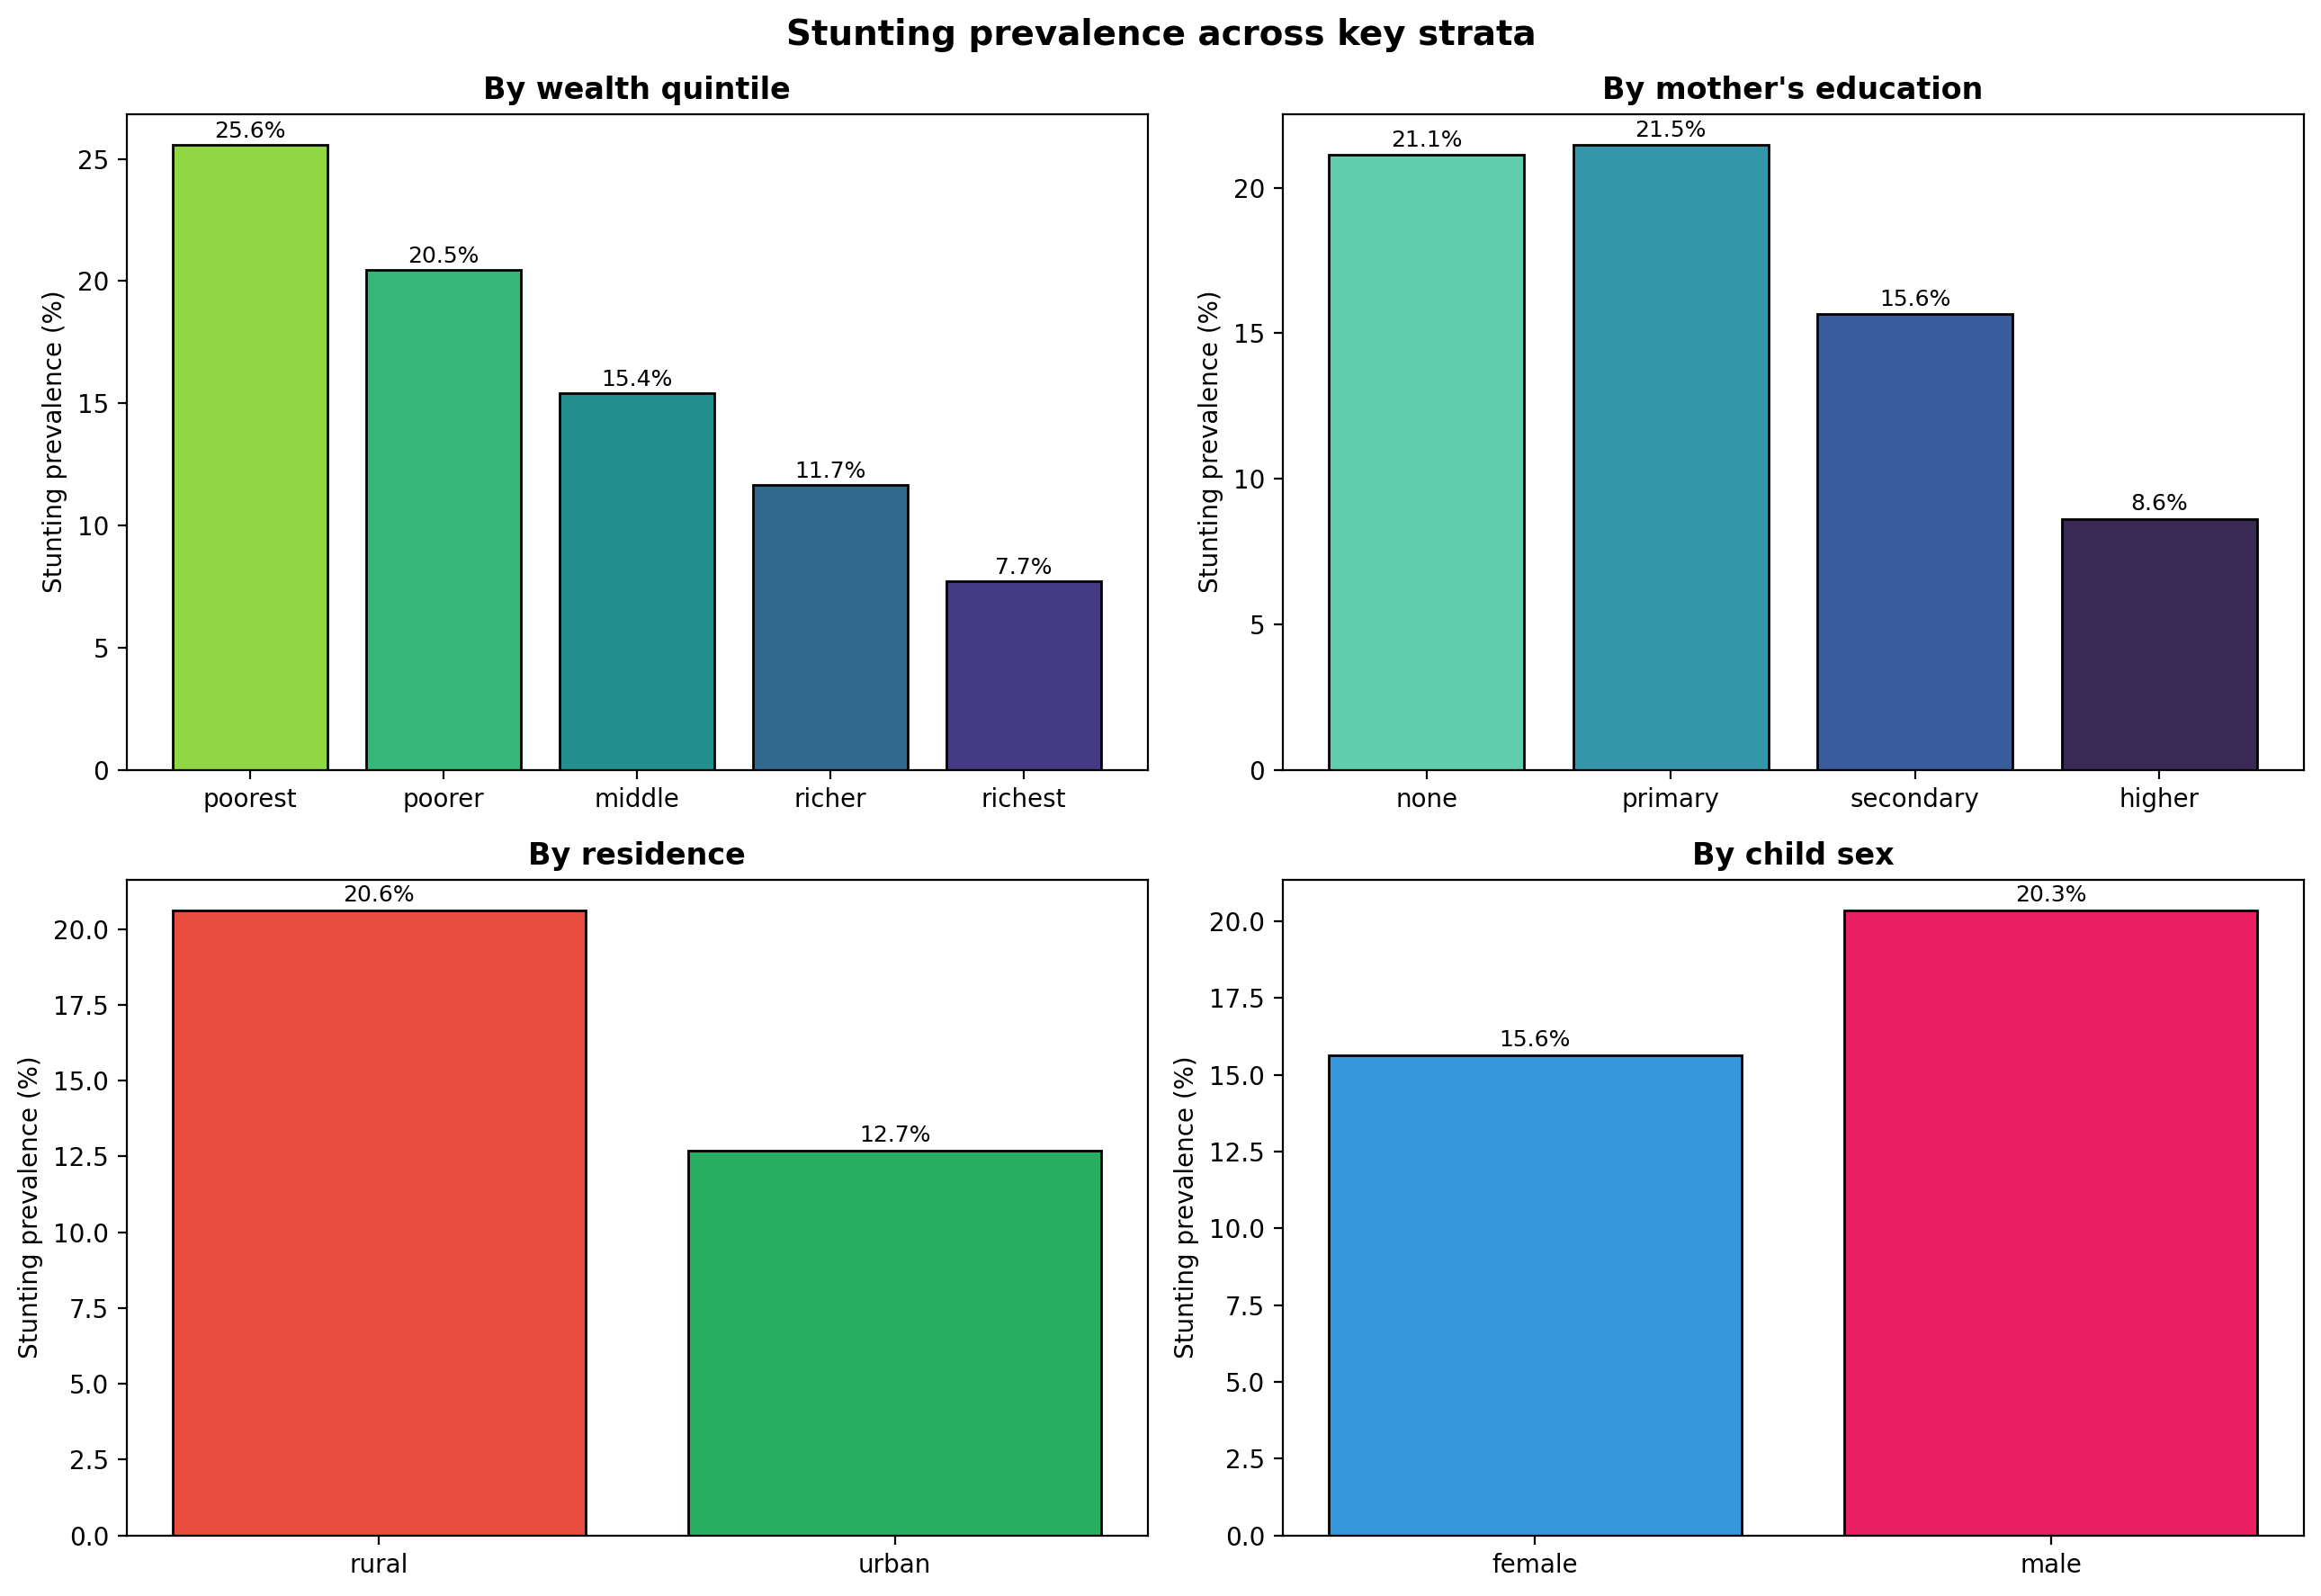 Stunting prevalence across key strata
By wealth quintile
Stunting prevalence (%)
25
20
15
10
5
0
25.6%
20.5%
15.4%
11.7%
7.7%
poorest
poorer
middle
richer
richest
By mother's education
Stunting prevalence (%)
20
15
10
5
0
21.1%
21.5%
15.6%
8.6%
none
primary
secondary
higher
By residence
Stunting prevalence (%)
20.0
17.5
15.0
12.5
10.0
7.5
5.0
2.5
0.0
20.6%
12.7%
rural
urban
By child sex
Stunting prevalence (%)
20.0
17.5
15.0
12.5
10.0
7.5
5.0
2.5
0.0
15.6%
20.3%
female
male